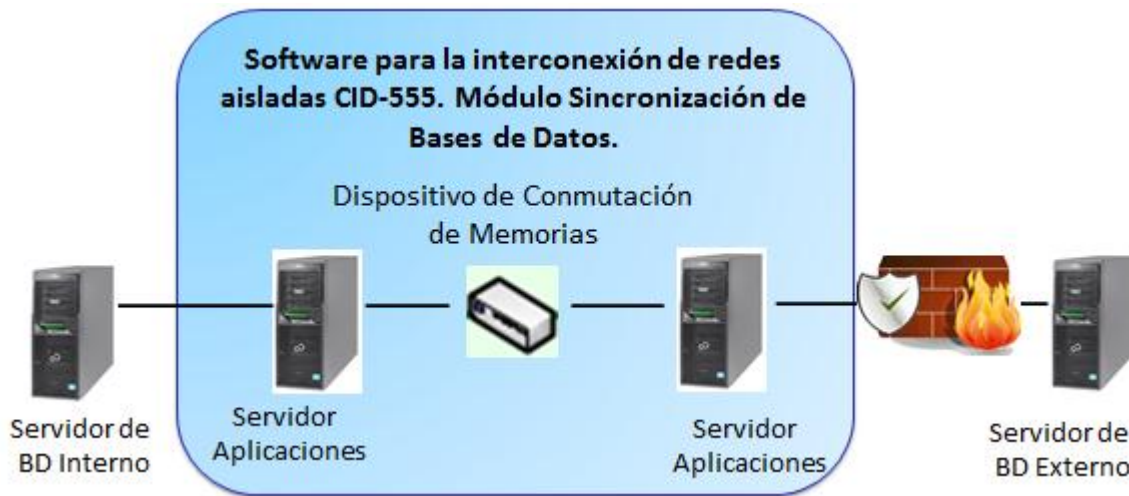 Software para la interconexión de redes
aisladas CID-555. Módulo Sincronización de
Bases de Datos.
Dispositivo de Conmutación
de Memorias
Servidor de
BD Interno
Servidor
Aplicaciones
Servidor
Aplicaciones
Servidor de
BD Externo